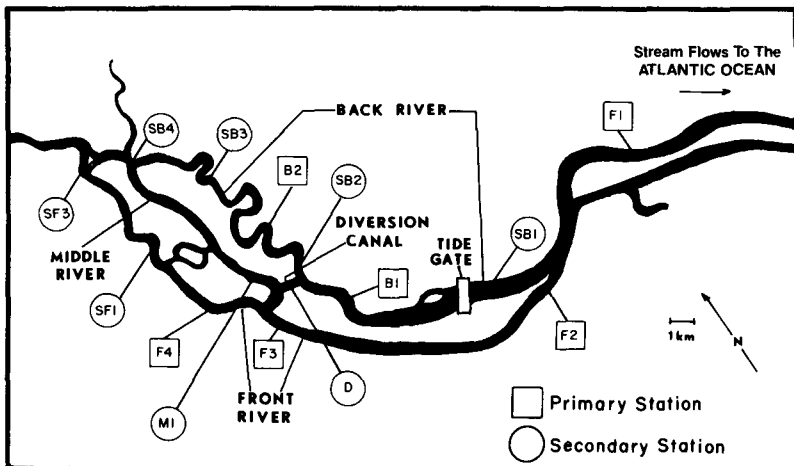 Stream Flows To The
ATLANTIC OCEAN
F1
SB4
SB3
BACK RIVER
B2
SB2
SF3
DIVERSION
CANAL
TIDE
GATE
SB1
MIDDLE
RIVER
B1
SF1
F2
1km
N
F4
F3
D
FRONT
RIVER
M1
Primary Station
Secondary Station